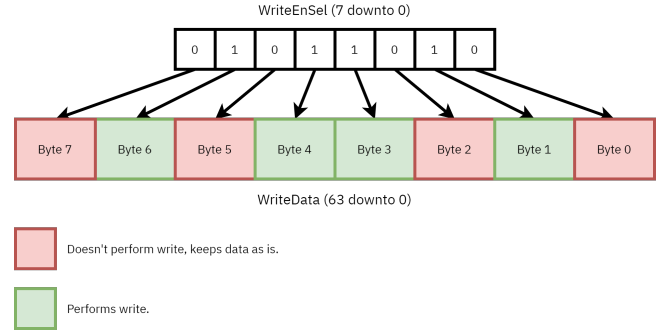 WriteEnSel (7 downto 0)
0 1 0 1 1 0 1 0
Byte 7 Byte 6 Byte 5 Byte 4 Byte 3 Byte 2 Byte 1 Byte 0
WriteData (63 downto 0)
Doesn't perform write, keeps data as is.
Performs write.